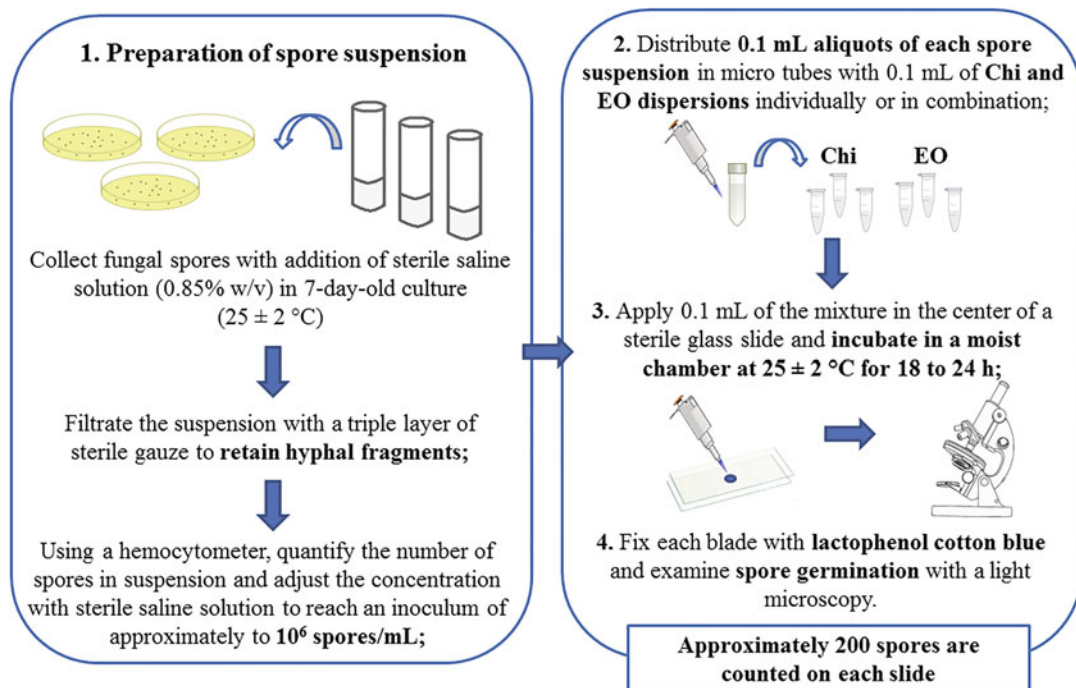 1. Preparation of spore suspension
Collect fungal spores with addition of sterile saline
solution (0.85% w/v) in 7-day-old culture
(25 ± 2 °C)
Filtrate the suspension with a triple layer of
sterile gauze to retain hyphal fragments;
Using a hemocytometer, quantify the number of
spores in suspension and adjust the concentration
with sterile saline solution to reach an inoculum of
approximately to 10⁶ spores/mL;
2. Distribute 0.1 mL aliquots of each spore
suspension in micro tubes with 0.1 mL of Chi and
EO dispersions individually or in combination;
Chi EO
3. Apply 0.1 mL of the mixture in the center of a
sterile glass slide and incubate in a moist
chamber at 25 ± 2 °C for 18 to 24 h;
4. Fix each blade with lactophenol cotton blue
and examine spore germination with a light
microscopy.
Approximately 200 spores are
counted on each slide